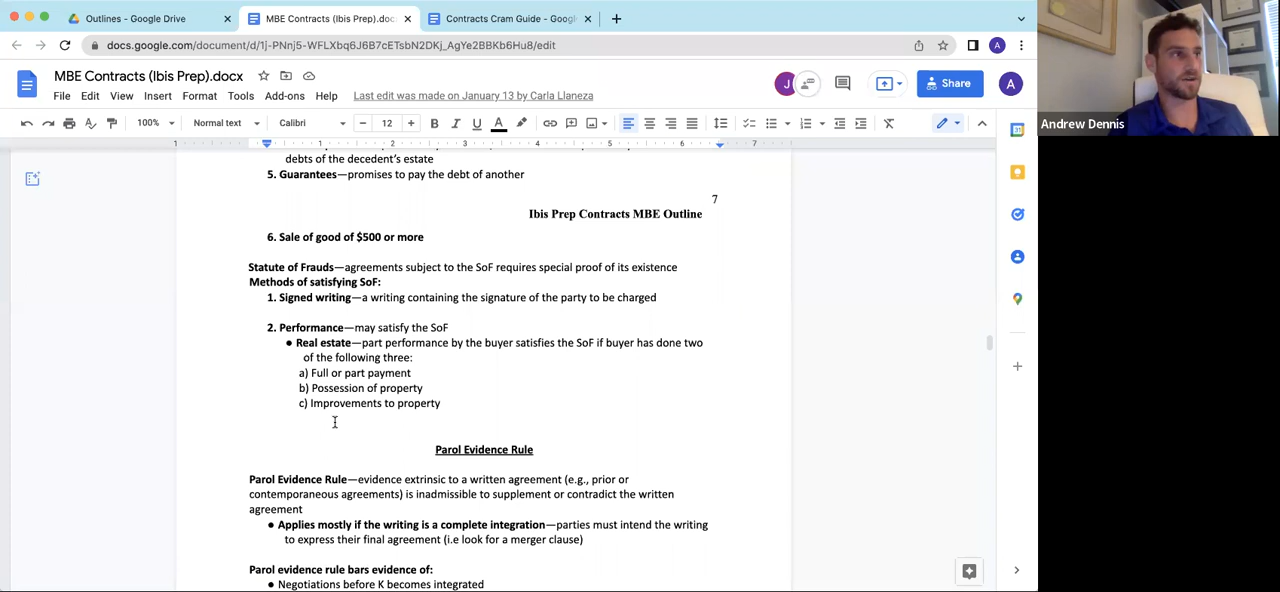 Outlines - Google Drive
MBE Contracts (Ibis Prep).doc
Contracts Cram Guide - Googl
docs.google.com/document/d/1j-PNnj5-WFLXbq6J6B7cETsbN2DKj_AgYe2BBKb6Hu8/edit
A
MBE Contracts (Ibis Prep).docx
File Edit View Insert Format Tools Add-ons Help Last edit was made on January 13 by Carla Llaneza
J
Share
A
100% Normal text Calibri 12 B I U A
1 1 2 3 4 5 6 7
debts of the decedent's estate
5. Guarantees—promises to pay the debt of another
7
Ibis Prep Contracts MBE Outline
6. Sale of good of $500 or more
Statute of Frauds—agreements subject to the SoF requires special proof of its existence
Methods of satisfying SoF:
1. Signed writing—a writing containing the signature of the party to be charged
2. Performance—may satisfy the SoF
● Real estate—part performance by the buyer satisfies the SoF if buyer has done two
of the following three:
a) Full or part payment
b) Possession of property
c) Improvements to property
Parol Evidence Rule
Parol Evidence Rule—evidence extrinsic to a written agreement (e.g., prior or
contemporaneous agreements) is inadmissible to supplement or contradict the written
agreement
● Applies mostly if the writing is a complete integration—parties must intend the writing
to express their final agreement (i.e look for a merger clause)
Parol evidence rule bars evidence of:
● Negotiations before K becomes integrated
Andrew Dennis
31